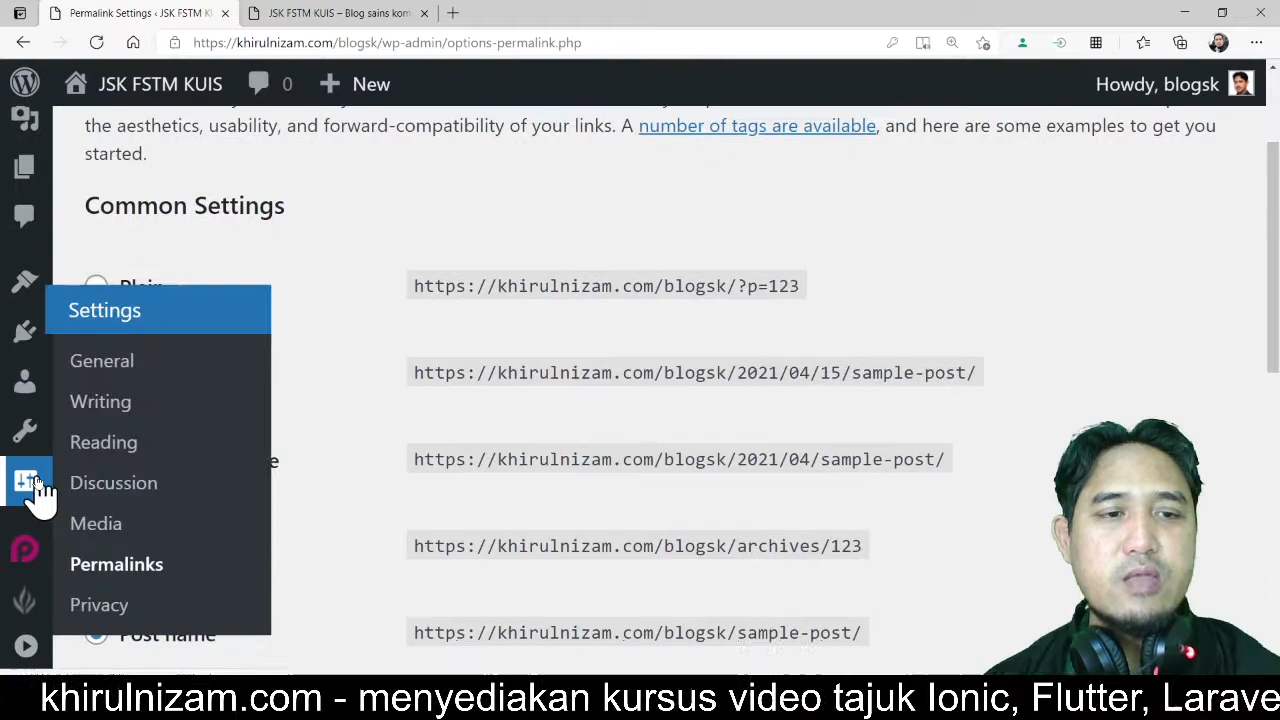 Permalink Settings ‹ JSK FSTM KUI
JSK FSTM KUIS – Blog sains kom
https://khirulnizam.com/blogsk/wp-admin/options-permalink.php
JSK FSTM KUIS
0
New
Howdy, blogsk
the aesthetics, usability, and forward-compatibility of your links. A number of tags are available, and here are some examples to get you
started.
Common Settings
Plain
https://khirulnizam.com/blogsk/?p=123
Settings
General
https://khirulnizam.com/blogsk/2021/04/15/sample-post/
Writing
Reading
https://khirulnizam.com/blogsk/2021/04/sample-post/
Discussion
Media
https://khirulnizam.com/blogsk/archives/123
Permalinks
Privacy
Post name
https://khirulnizam.com/blogsk/sample-post/
khirulnizam.com - menyediakan kursus video tajuk Ionic, Flutter, Larave